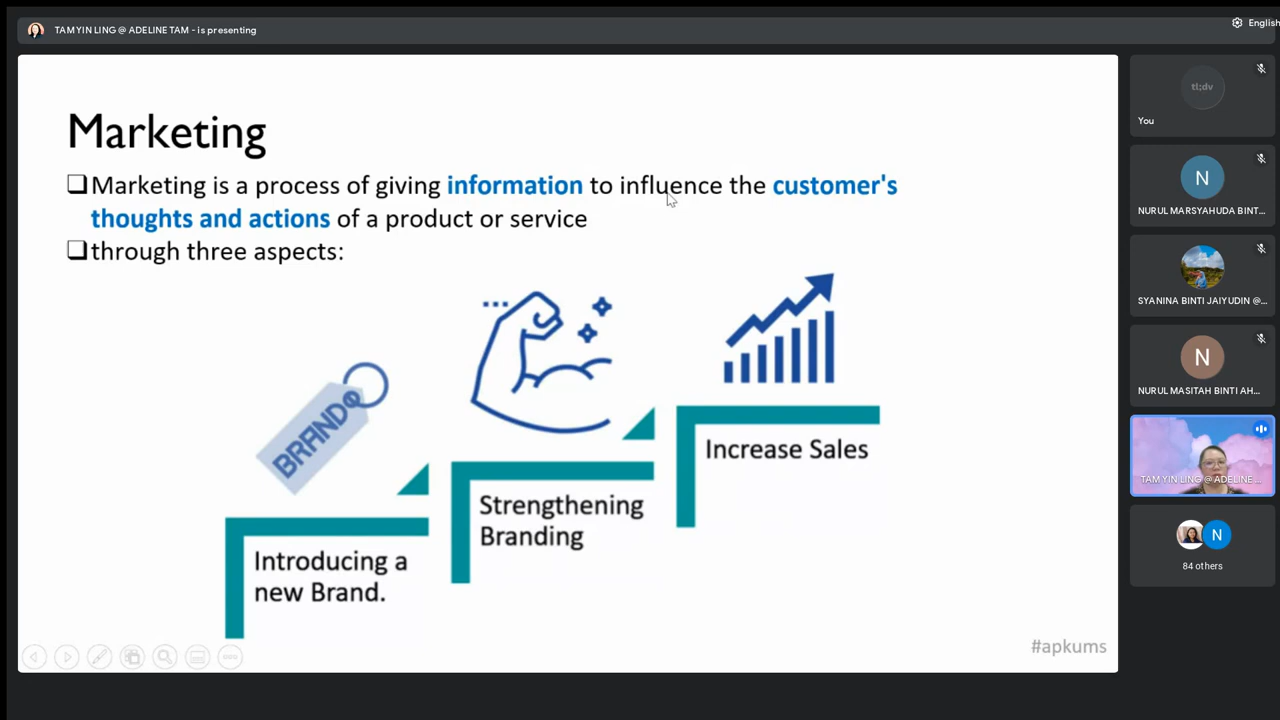 TAM YIN LING @ ADELINE TAM - is presenting
English
Marketing
Marketing is a process of giving information to influence the customer's
thoughts and actions of a product or service
through three aspects:
BRAND
Introducing a
new Brand.
Strengthening
Branding
Increase Sales
#apkums
tl;dv
You
N
NURUL MARSYAHUDA BINT...
SYANINA BINTI JAIYUDIN @...
N
NURUL MASITAH BINTI AH...
TAM YIN LING @ ADELINE ...
N
84 others